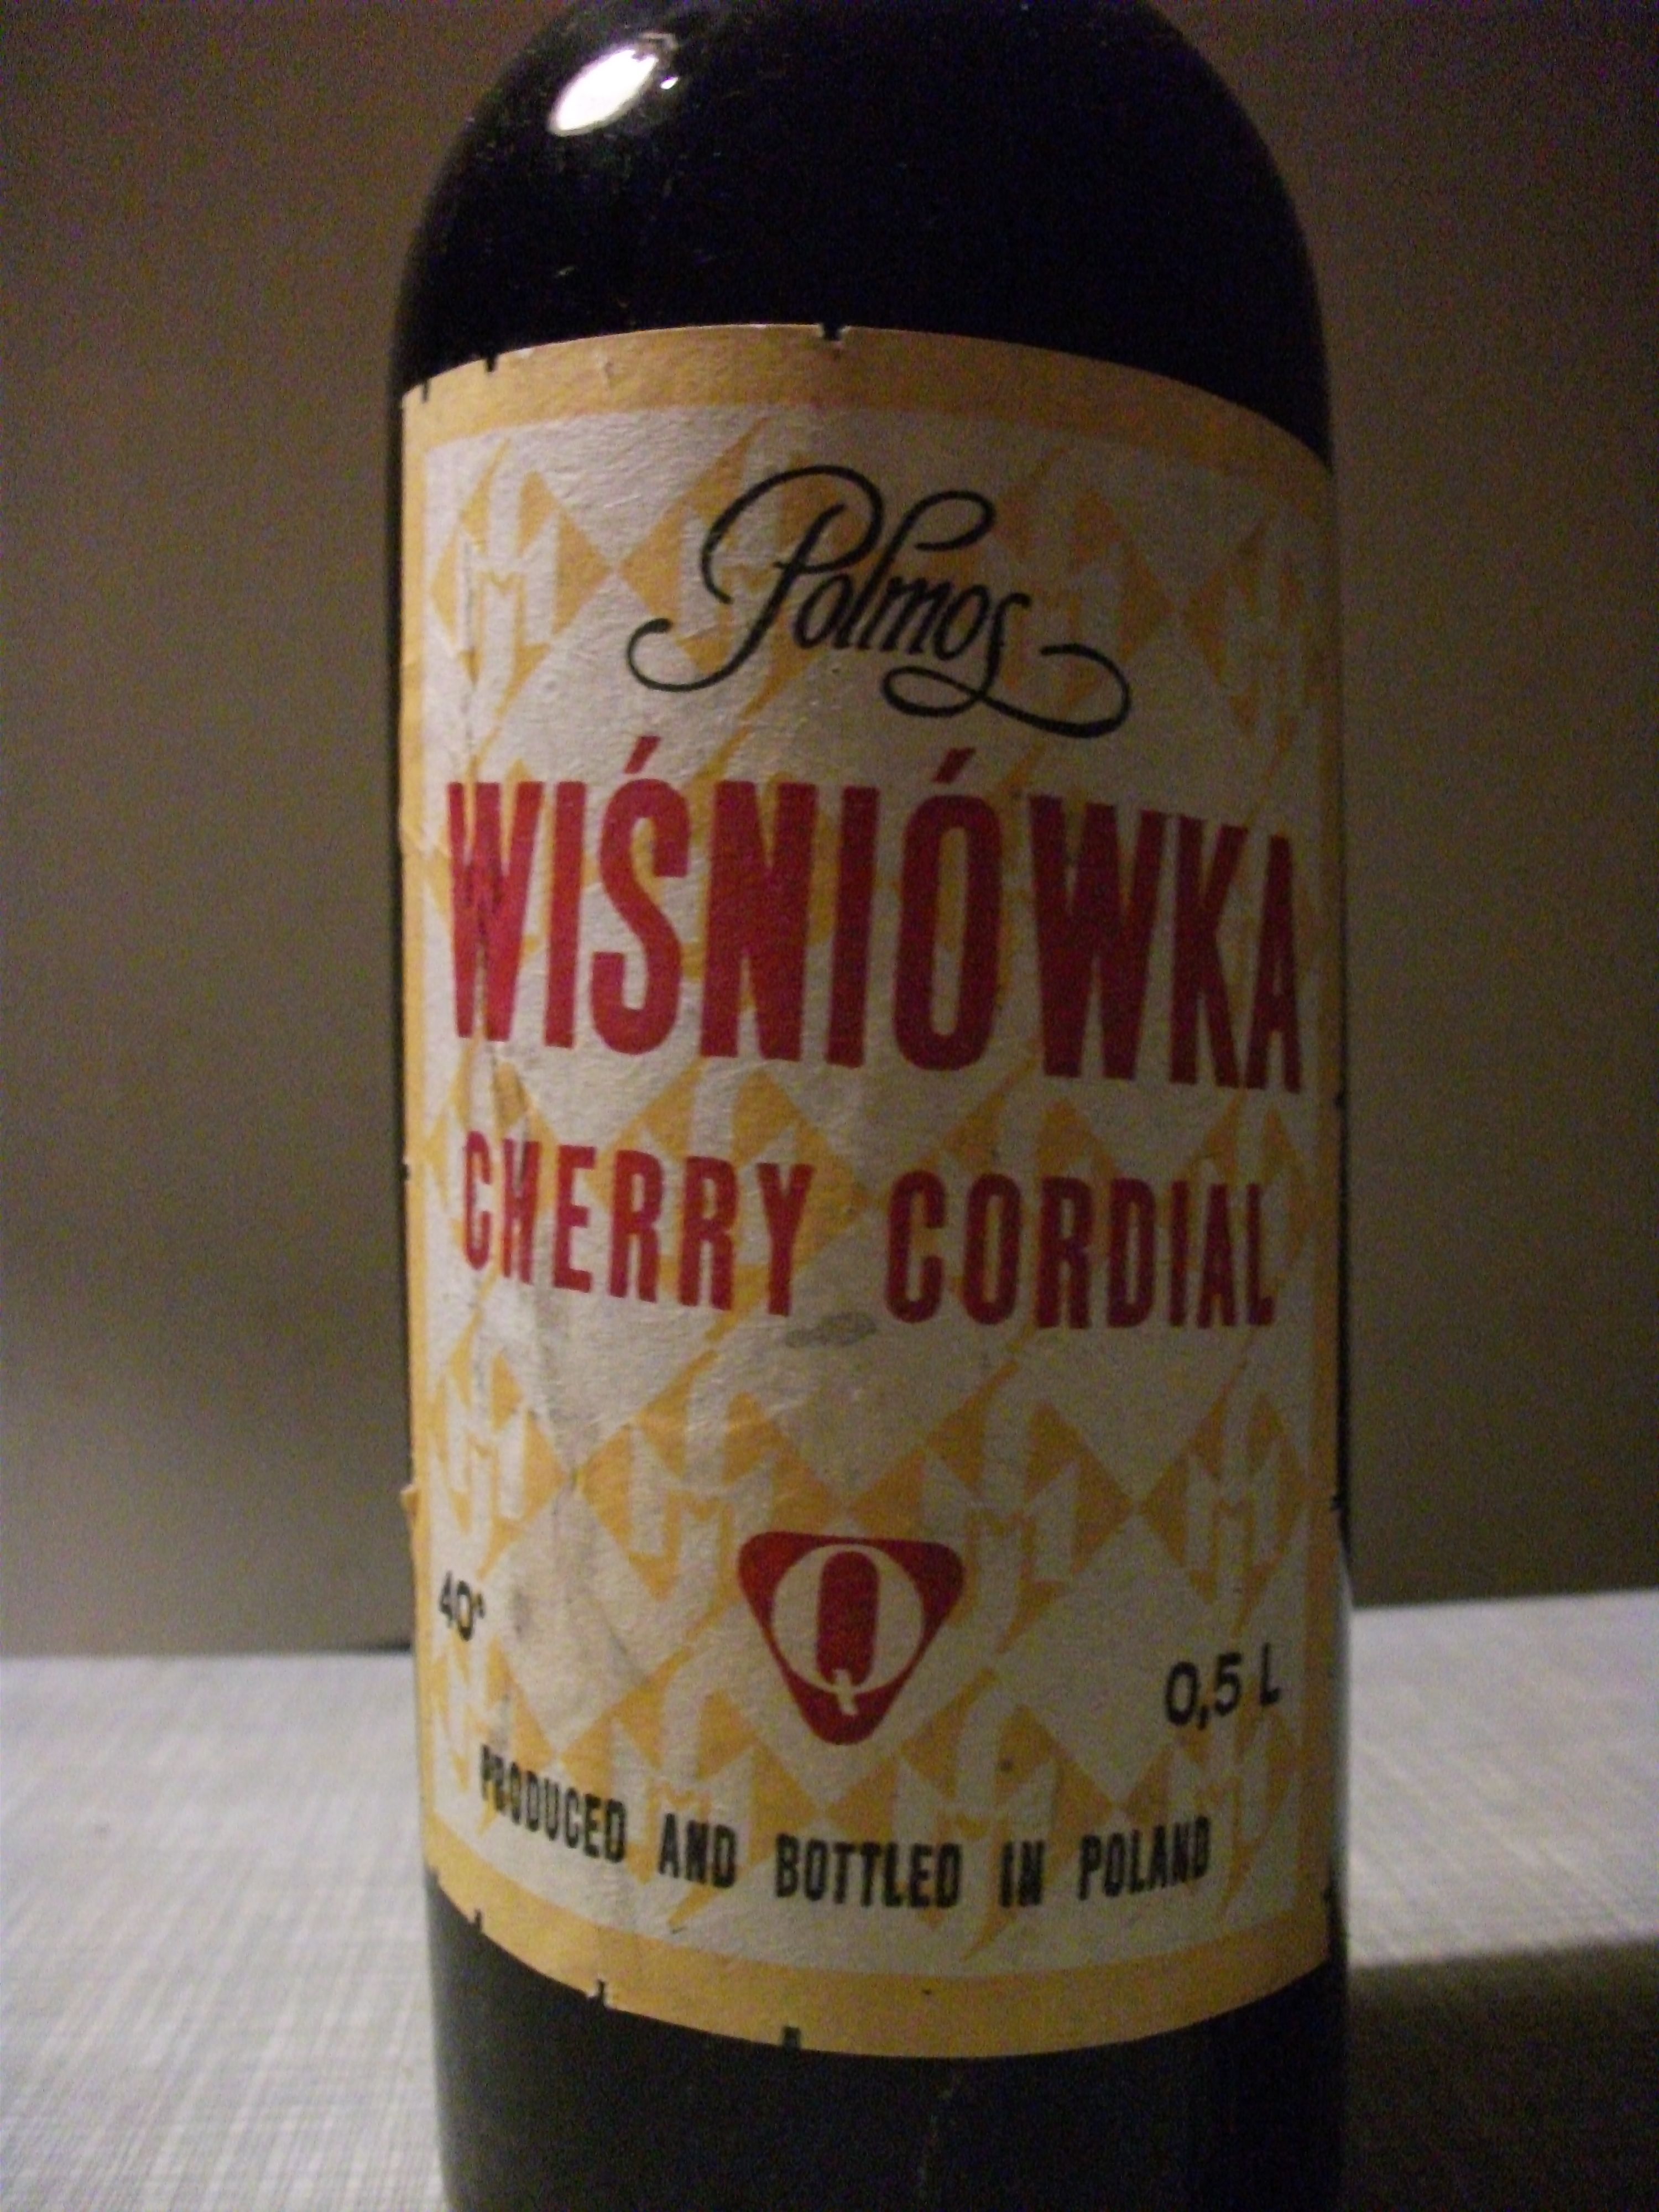 Polmos
WIŚNIÓWKA
CHERRY CORDIAL
Q
40°
0,5 L
PRODUCED AND BOTTLED IN POLAND